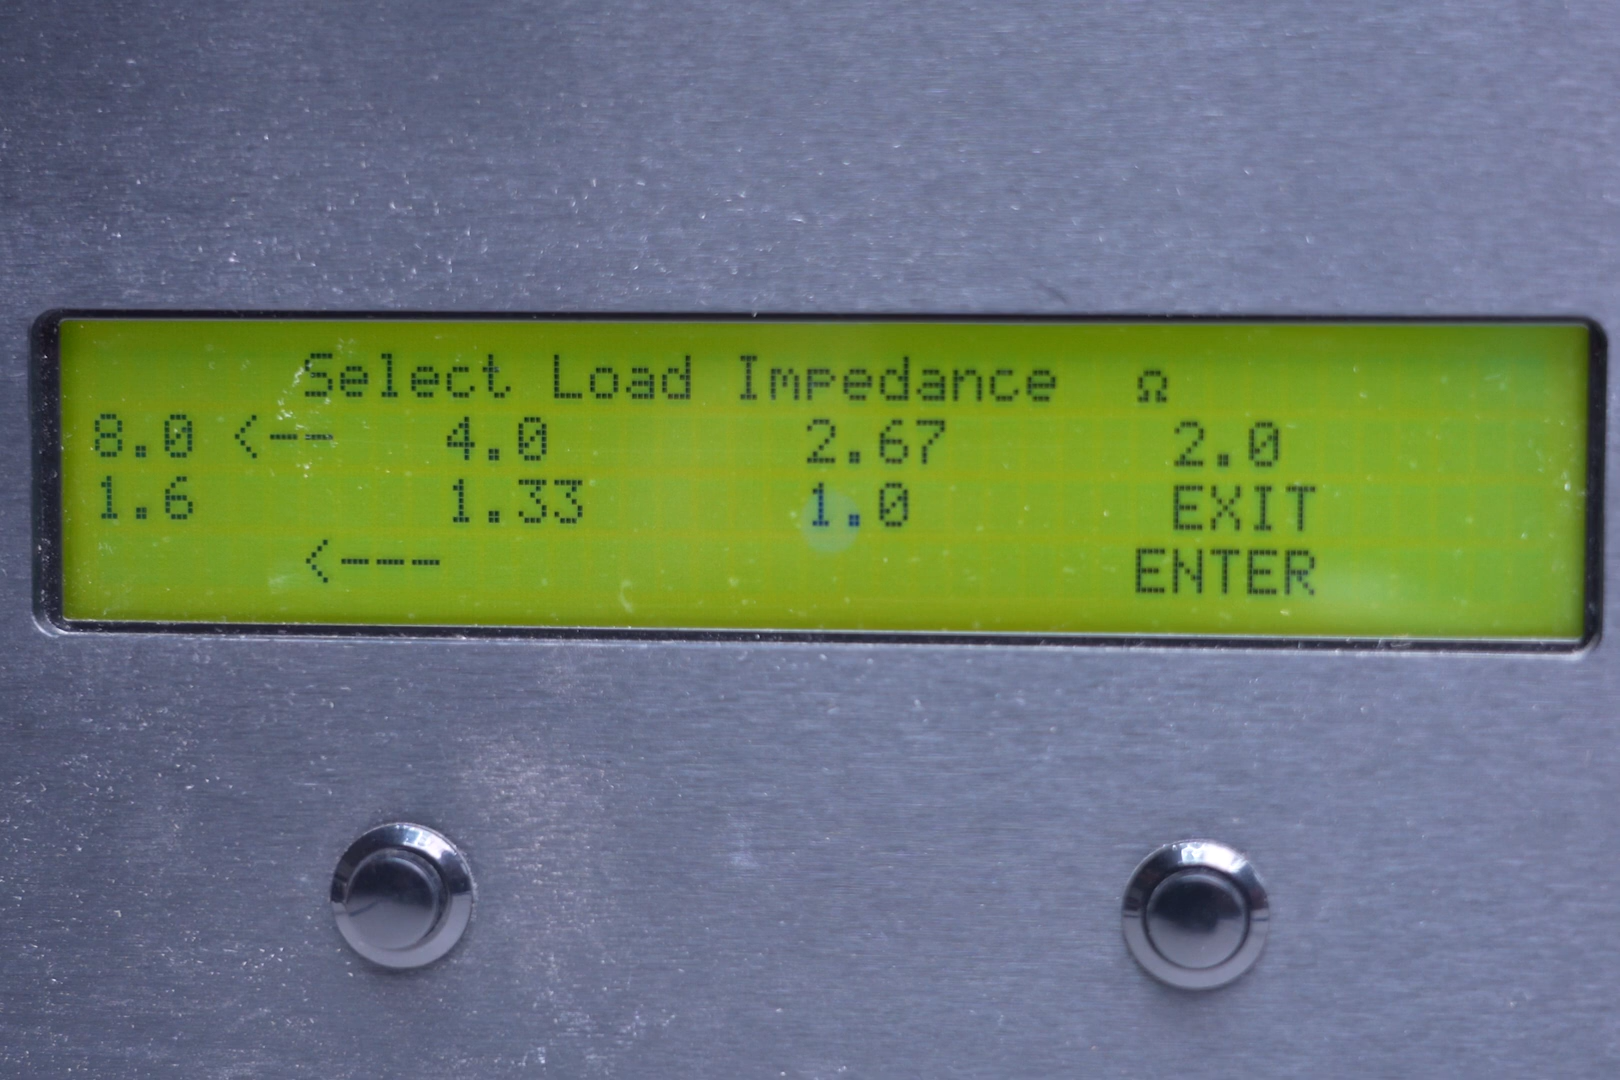 Select Load Impedance Ω
8.0 <-- 4.0 2.67 2.0
1.6 1.33 1.0 EXIT
<--- ENTER